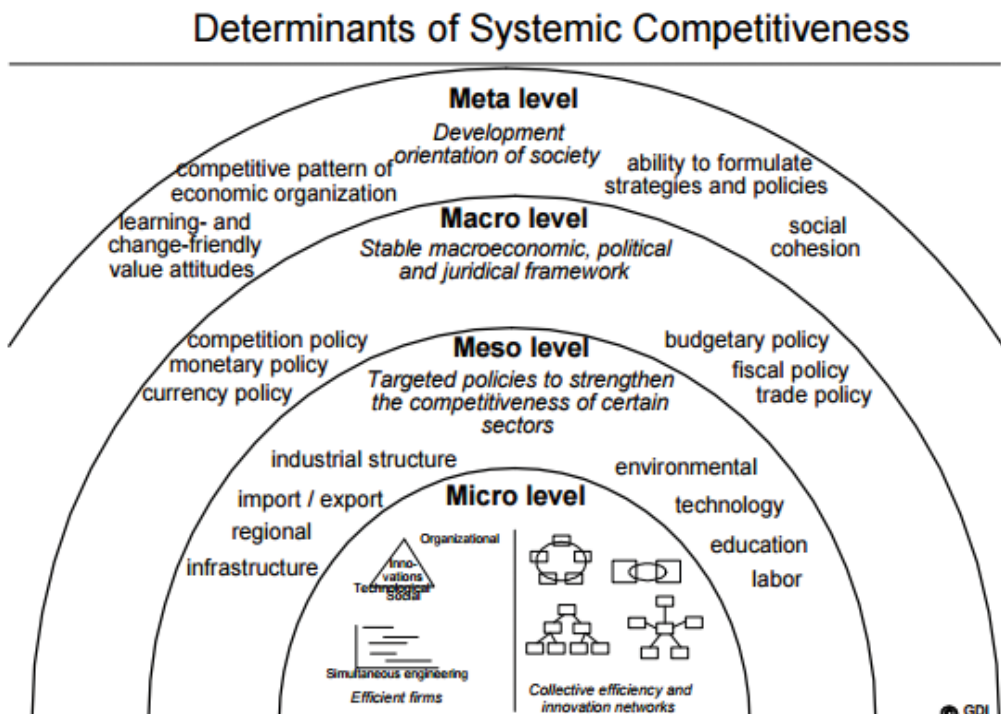 Determinants of Systemic Competitiveness
Meta level
Development
orientation of society
competitive pattern of
economic organization
learning- and
change-friendly
value attitudes
ability to formulate
strategies and policies
social
cohesion
Macro level
Stable macroeconomic, political
and juridical framework
competition policy
monetary policy
currency policy
budgetary policy
fiscal policy
trade policy
Meso level
Targeted policies to strengthen
the competitiveness of certain
sectors
industrial structure
import / export
regional
infrastructure
environmental
technology
education
labor
Micro level
Organizational
Inno-
vations
Technological
Social
Simultaneous engineering
Efficient firms
Collective efficiency and
innovation networks
GDI